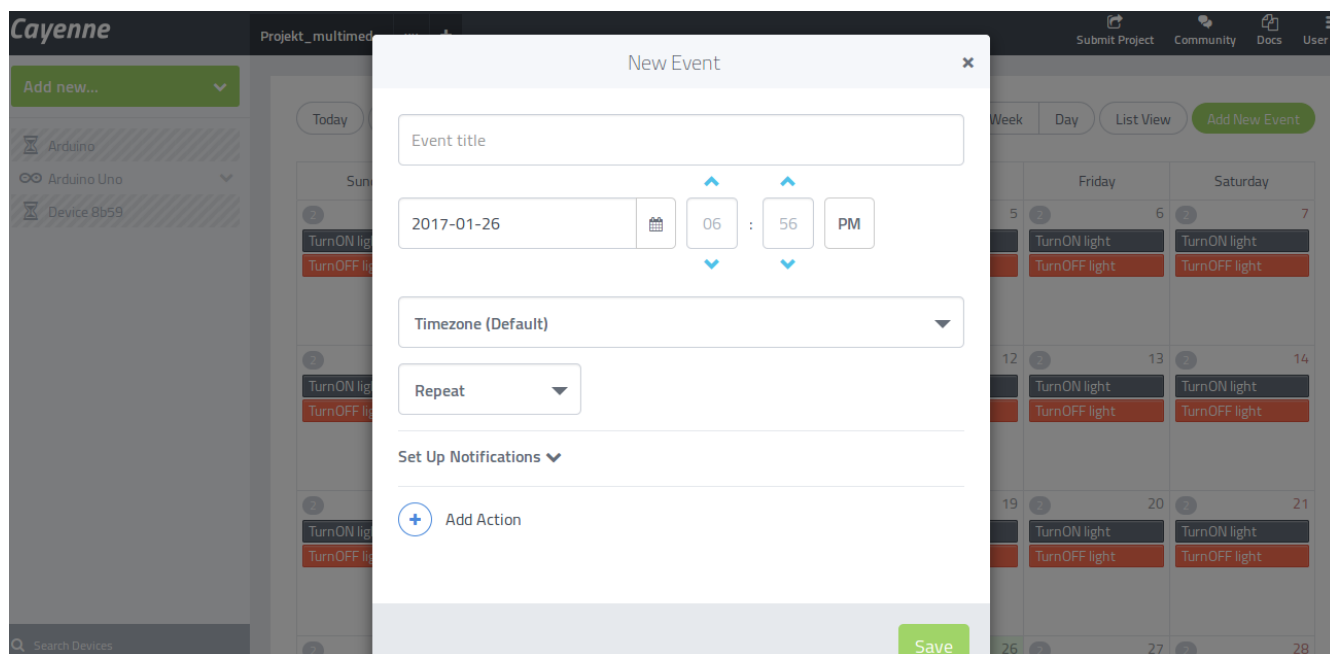 Cayenne
Projekt_multimed
Submit Project Community Docs User
New Event ×
Add new...
Today
Week Day List View Add New Event
Event title
Arduino
Arduino Uno
Device 8b59
Sun Friday Saturday
2017-01-26 06 : 56 PM
2 5 2 6 2 7
TurnON lig TurnON light TurnON light
TurnOFF lig TurnOFF light TurnOFF light
Timezone (Default)
2 12 2 13 2 14
TurnON lig TurnON light TurnON light
TurnOFF lig TurnOFF light TurnOFF light
Repeat
Set Up Notifications
2 19 2 20 2 21
Add Action
TurnON lig TurnON light TurnON light
TurnOFF lig TurnOFF light TurnOFF light
Search Devices
Save
2 26 2 27 2 28